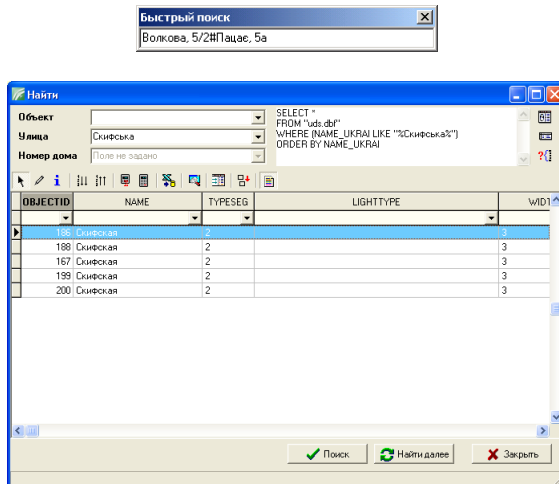 Быстрый поиск
Волкова, 5/2#Пацає, 5а
Найти
Объект
Улица Скифська
Номер дома Поле не задано
SELECT *
FROM "uds.dbf"
WHERE (NAME_UKRAI LIKE "%Скифська%")
ORDER BY NAME_UKRAI
OBJECTID NAME TYPESEG LIGHTTYPE WIDT
186 Скифская 2 3
188 Скифская 2 3
167 Скифская 2 3
199 Скифская 2 3
200 Скифская 2 3
Поиск Найти далее Закрыть